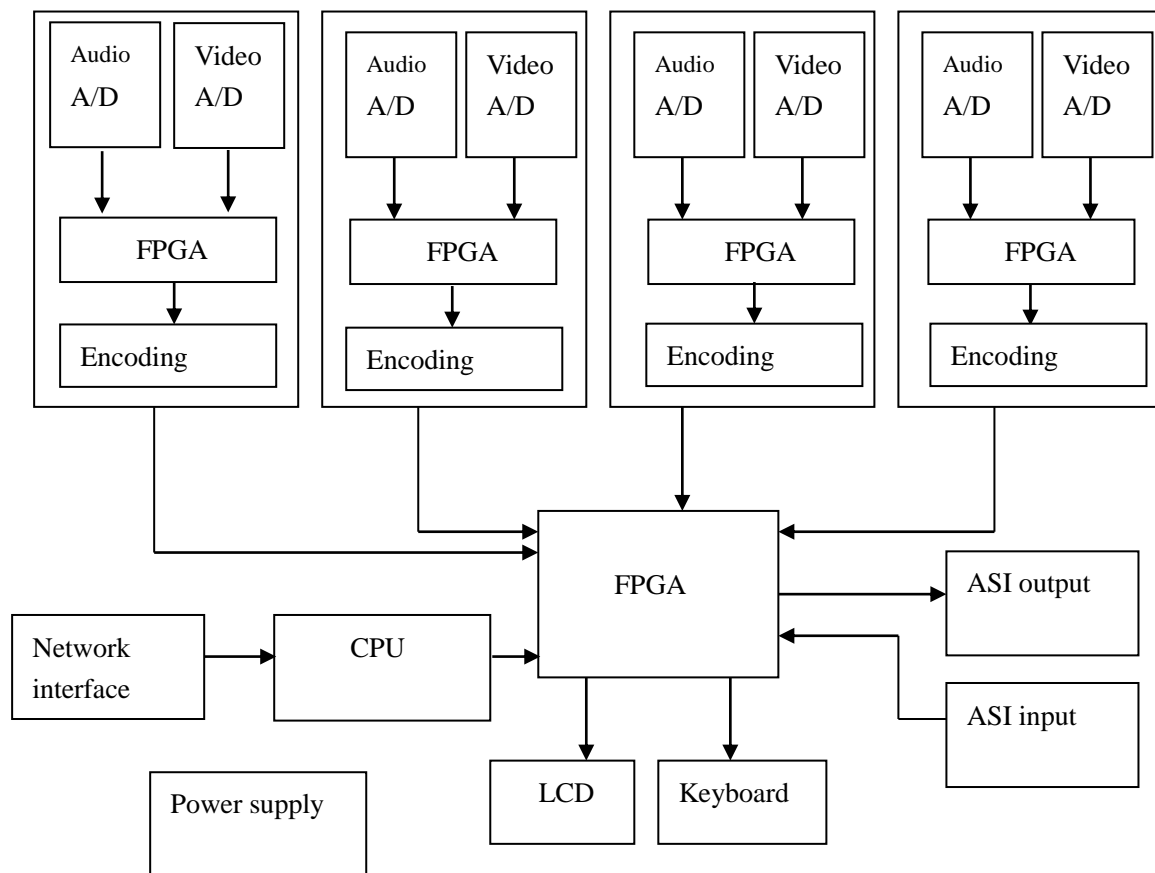 Audio
A/D
Video
A/D
FPGA
Encoding
Audio
A/D
Video
A/D
FPGA
Encoding
Audio
A/D
Video
A/D
FPGA
Encoding
Audio
A/D
Video
A/D
FPGA
Encoding
FPGA
ASI output
Network
interface
CPU
ASI input
LCD
Keyboard
Power supply